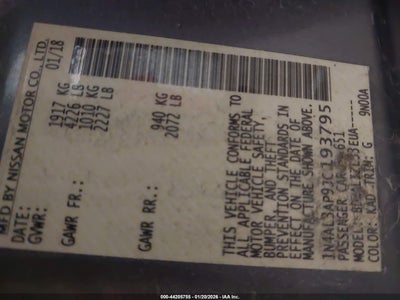 MFD BY NISSAN MOTOR CO., LTD.
DATE: 01/18
GVWR: 1917 KG
4226 LB
GAWR FR.: 1010 KG
2227 LB
GAWR RR.: 940 KG
2072 LB
THIS VEHICLE CONFORMS TO
ALL APPLICABLE FEDERAL
MOTOR VEHICLE SAFETY,
BUMPER, AND THEFT
PREVENTION STANDARDS IN
EFFECT ON THE DATE OF
MANUFACTURE SHOWN ABOVE.
1N4AL3AP9JC193795
PASSENGER CAR
MODEL:
COLOR: KAD TRIM: G 9N00A
000-44205755 - 01/20/2026 - IAA Inc.